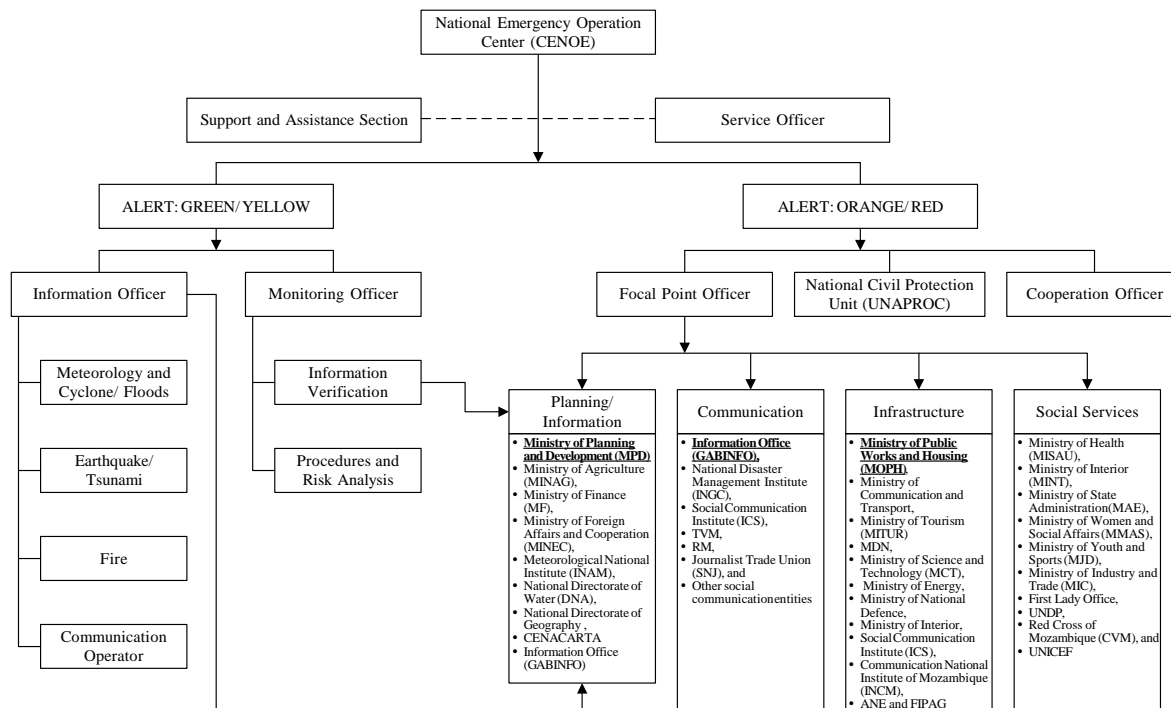 National Emergency Operation
Center (CENOE)
Support and Assistance Section
Service Officer
ALERT: GREEN/ YELLOW
ALERT: ORANGE/ RED
Information Officer
Monitoring Officer
Focal Point Officer
National Civil Protection
Unit (UNAPROC)
Cooperation Officer
Meteorology and
Cyclone/ Floods
Earthquake/
Tsunami
Fire
Communication
Operator
Information
Verification
Procedures and
Risk Analysis
Planning/
Information
• Ministry of Planning
and Development (MPD)
• Ministry of Agriculture
(MINAG),
• Ministry of Finance
(MF),
• Ministry of Foreign
Affairs and Cooperation
(MINEC),
• Meteorological National
Institute (INAM),
• National Directorate of
Water (DNA),
• National Directorate of
Geography ,
• CENACARTA
• Information Office
(GABINFO)
Communication
• Information Office
(GABINFO),
• National Disaster
Management Institute
(INGC),
• Social Communication
Institute (ICS),
• TVM,
• RM,
• Journalist Trade Union
(SNJ), and
• Other social
communication entities
Infrastructure
• Ministry of Public
Works and Housing
(MOPH),
• Ministry of
Communication and
Transport,
• Ministry of Tourism
(MITUR)
• MDN,
• Ministry of Science and
Technology (MCT),
• Ministry of Energy,
• Ministry of National
Defence,
• Ministry of Interior,
• Social Communication
Institute (ICS),
• Communication National
Institute of Mozambique
(INCM),
• ANE and FIPAG
Social Services
• Ministry of Health
(MISAU),
• Ministry of Interior
(MINT),
• Ministry of State
Administration(MAE),
• Ministry of Women and
Social Affairs (MMAS),
• Ministry of Youth and
Sports (MJD),
• Ministry of Industry and
Trade (MIC),
• First Lady Office,
• UNDP,
• Red Cross of
Mozambique (CVM), and
• UNICEF